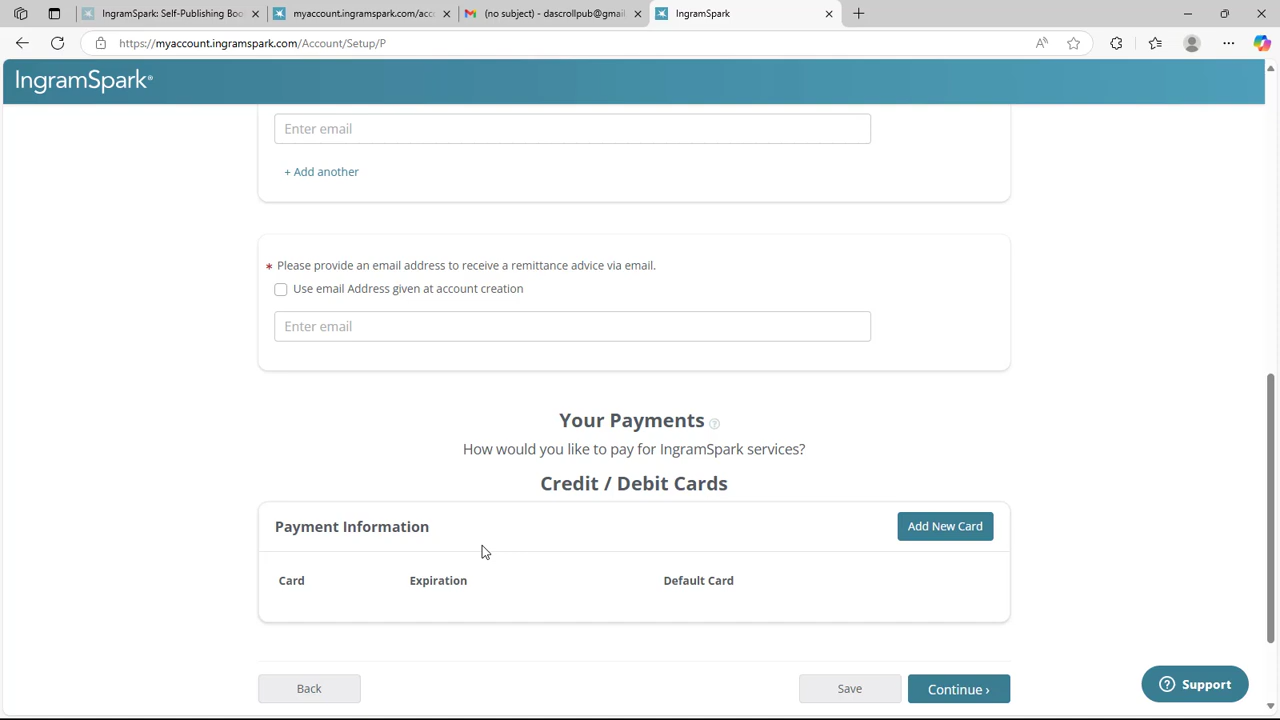 IngramSpark: Self-Publishing Boo
myaccount.ingramspark.com/acc
(no subject) - dascrollpub@gmail
IngramSpark
https://myaccount.ingramspark.com/Account/Setup/P
IngramSpark®
Enter email
+ Add another
* Please provide an email address to receive a remittance advice via email.
Use email Address given at account creation
Enter email
Your Payments ?
How would you like to pay for IngramSpark services?
Credit / Debit Cards
Payment Information
Add New Card
Card Expiration Default Card
Back
Save
Continue ›
? Support